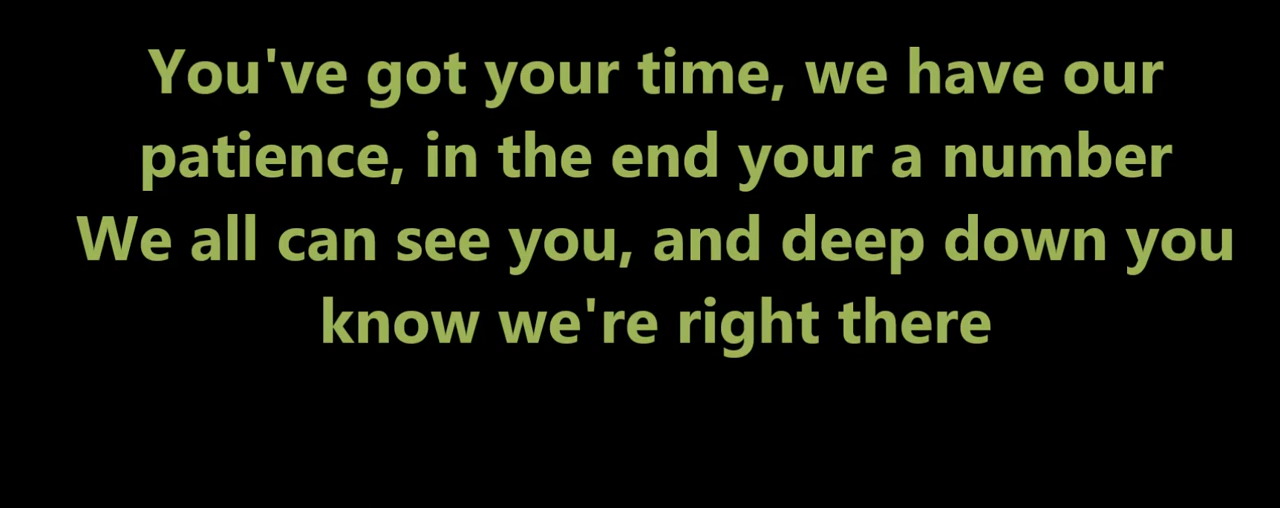 You've got your time, we have our
patience, in the end your a number
We all can see you, and deep down you
know we're right there